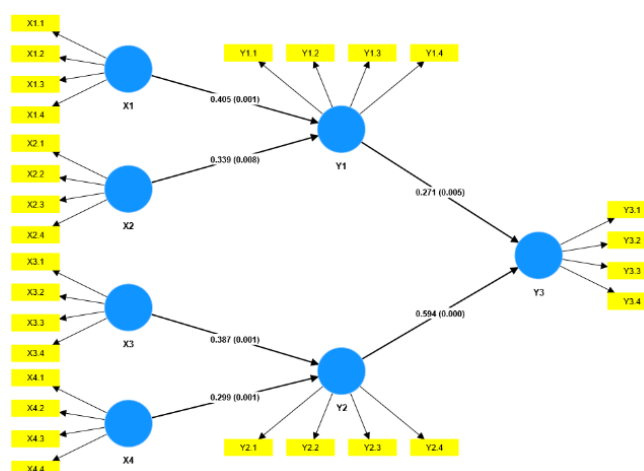 X1.1
X1.2
X1.3
X1.4
X1
X2.1
X2.2
X2.3
X2.4
X2
X3.1
X3.2
X3.3
X3.4
X3
X4.1
X4.2
X4.3
X4.4
X4
0.405 (0.001)
0.339 (0.008)
0.387 (0.001)
0.299 (0.001)
Y1.1
Y1.2
Y1.3
Y1.4
Y1
Y2
Y2.1
Y2.2
Y2.3
Y2.4
0.271 (0.005)
0.594 (0.000)
Y3
Y3.1
Y3.2
Y3.3
Y3.4